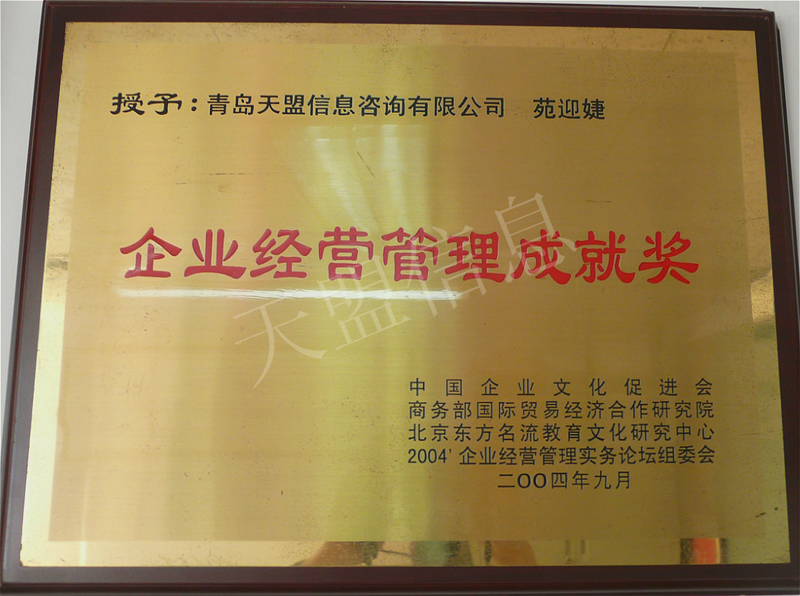 授予：青岛天盟信息咨询有限公司 苑迎婕
企业经营管理成就奖
天盟信息
中国企业文化促进会
商务部国际贸易经济合作研究院
北京东方名流教育文化研究中心
2004'企业经营管理实务论坛组委会
二OO四年九月